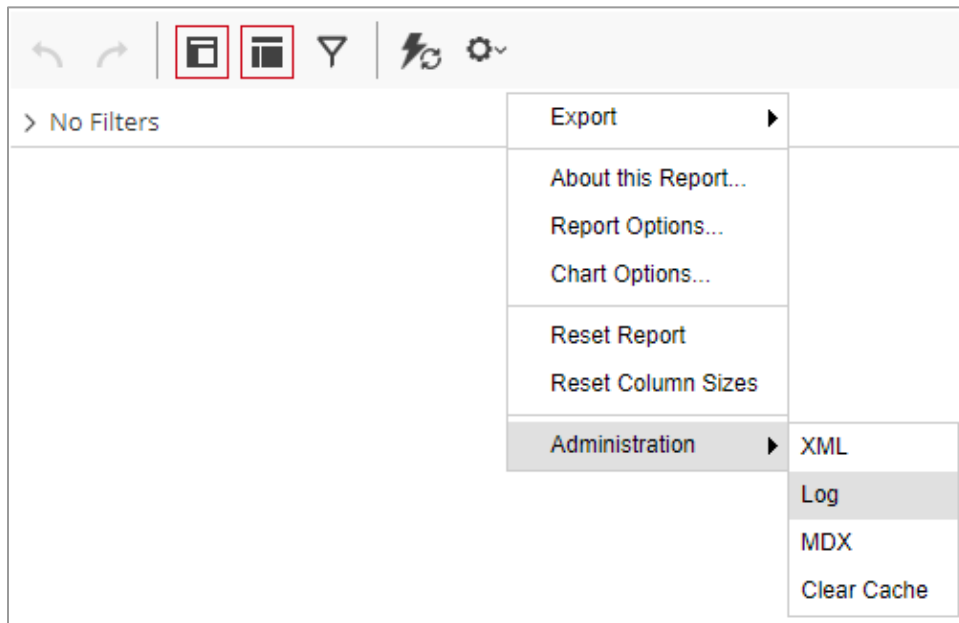 No Filters
Export
About this Report...
Report Options...
Chart Options...
Reset Report
Reset Column Sizes
Administration
XML
Log
MDX
Clear Cache